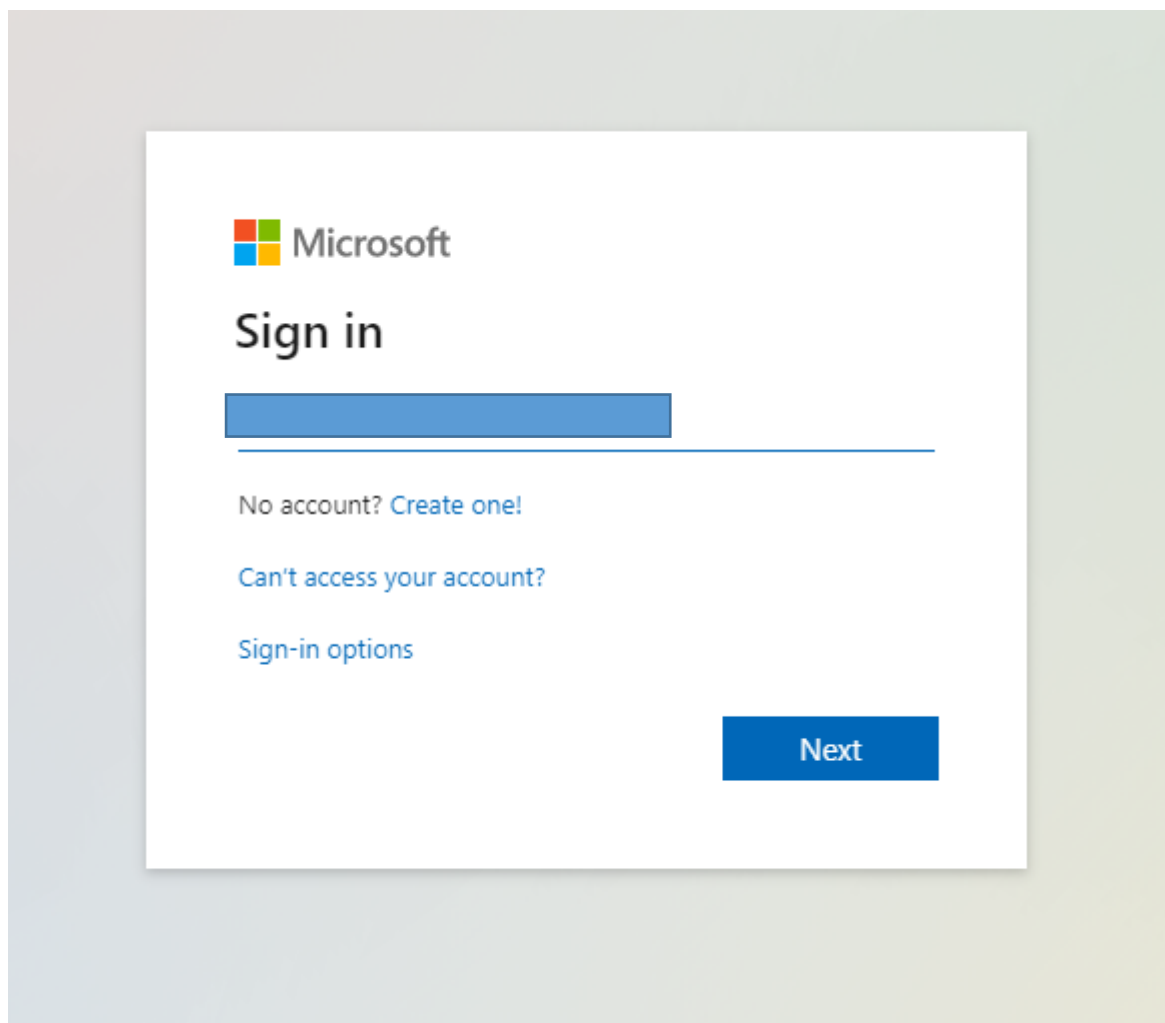 Microsoft
Sign in
No account? Create one!
Can't access your account?
Sign-in options
Next